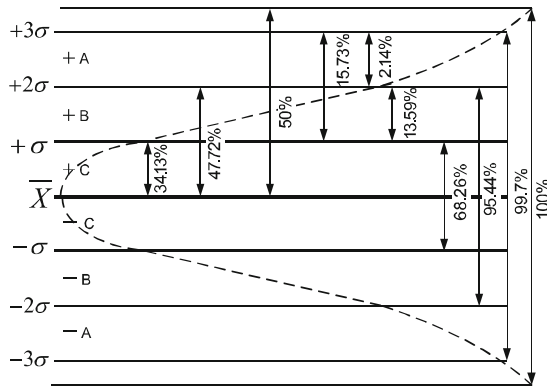 +3σ
+ A
+2σ
+ B
+ σ
+ C
X̄
− C
−σ
− B
−2σ
− A
−3σ
34.13%
47.72%
50%
15.73%
2.14%
13.59%
68.26%
95.44%
99.7%
100%